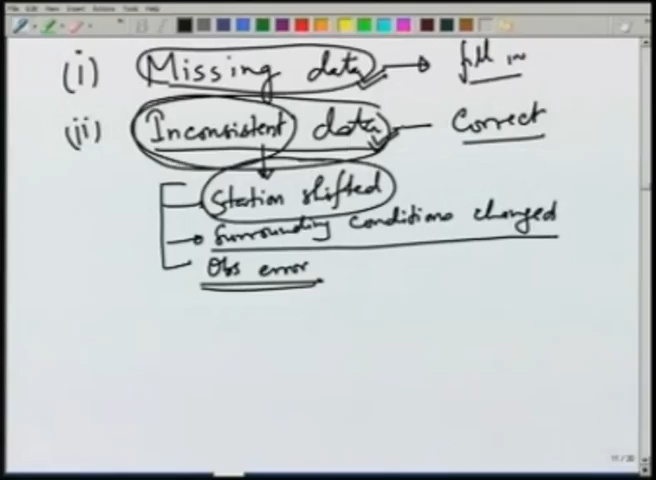 (i) Missing data → fill in
(ii) Inconsistent data — Correct
Station shifted
Surrounding conditions changed
Obs error